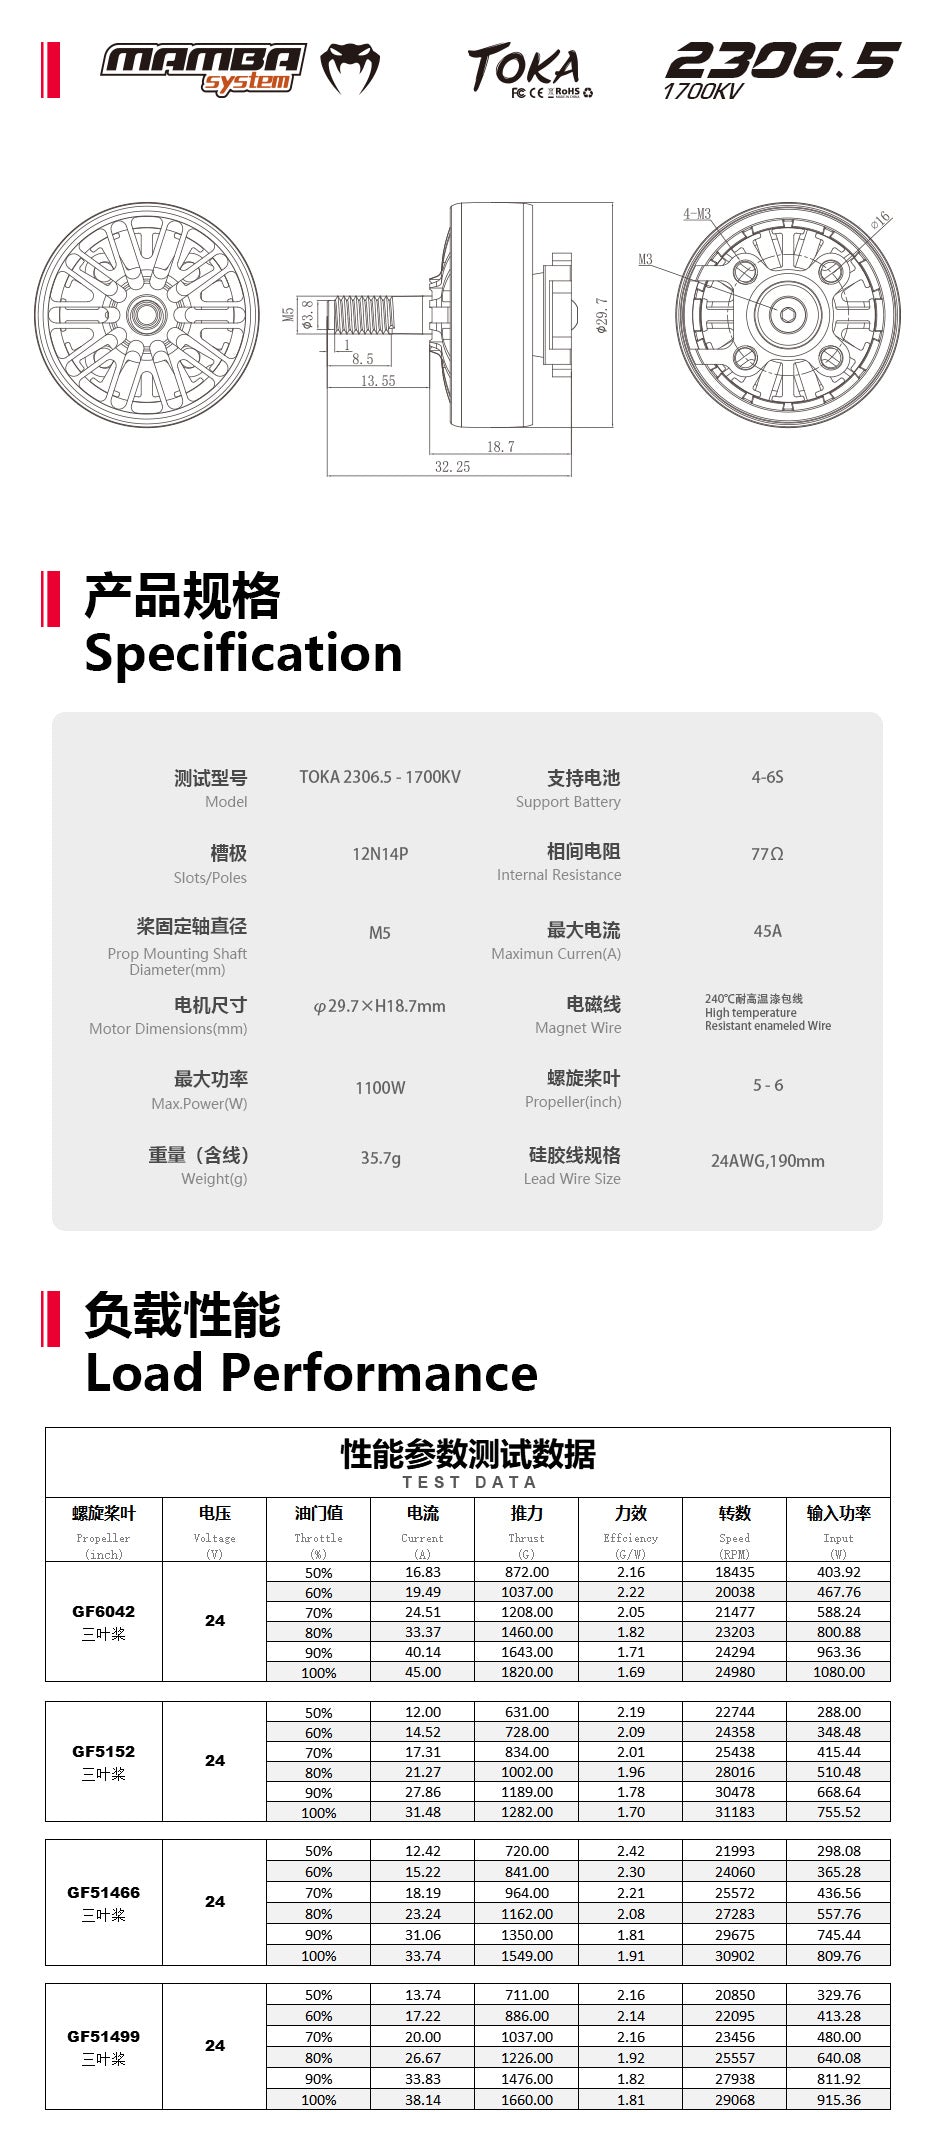 MAMBA
system
TOKA
FC CE RoHS
2306.5
1700KV
4-M3
⌀16
M3
M5
ϕ3.8
1
8.5
13.55
ϕ29.7
18.7
32.25
产品规格
Specification
测试型号 TOKA 2306.5 - 1700KV 支持电池 4-6S
Model Support Battery
槽极 12N14P 相间电阻 77Ω
Slots/Poles Internal Resistance
桨固定轴直径 M5 最大电流 45A
Prop Mounting Shaft Maximun Curren(A)
Diameter(mm)
电机尺寸 φ29.7×H18.7mm 电磁线 240℃耐高温漆包线
Motor Dimensions(mm) Magnet Wire High temperature
Resistant enameled Wire
最大功率 1100W 螺旋桨叶 5 - 6
Max.Power(W) Propeller(inch)
重量（含线） 35.7g 硅胶线规格 24AWG,190mm
Weight(g) Lead Wire Size
负载性能
Load Performance
性能参数测试数据
TEST DATA
螺旋桨叶 电压 油门值 电流 推力 力效 转数 输入功率
Propeller Voltage Throttle Current Thrust Effciency Speed Input
(inch) (V) (%) (A) (G) (G/W) (RPM) (W)
50% 16.83 872.00 2.16 18435 403.92
60% 19.49 1037.00 2.22 20038 467.76
GF6042 24 70% 24.51 1208.00 2.05 21477 588.24
三叶桨 80% 33.37 1460.00 1.82 23203 800.88
90% 40.14 1643.00 1.71 24294 963.36
100% 45.00 1820.00 1.69 24980 1080.00
50% 12.00 631.00 2.19 22744 288.00
60% 14.52 728.00 2.09 24358 348.48
GF5152 24 70% 17.31 834.00 2.01 25438 415.44
三叶桨 80% 21.27 1002.00 1.96 28016 510.48
90% 27.86 1189.00 1.78 30478 668.64
100% 31.48 1282.00 1.70 31183 755.52
50% 12.42 720.00 2.42 21993 298.08
60% 15.22 841.00 2.30 24060 365.28
GF51466 24 70% 18.19 964.00 2.21 25572 436.56
三叶桨 80% 23.24 1162.00 2.08 27283 557.76
90% 31.06 1350.00 1.81 29675 745.44
100% 33.74 1549.00 1.91 30902 809.76
50% 13.74 711.00 2.16 20850 329.76
60% 17.22 886.00 2.14 22095 413.28
GF51499 24 70% 20.00 1037.00 2.16 23456 480.00
三叶桨 80% 26.67 1226.00 1.92 25557 640.08
90% 33.83 1476.00 1.82 27938 811.92
100% 38.14 1660.00 1.81 29068 915.36